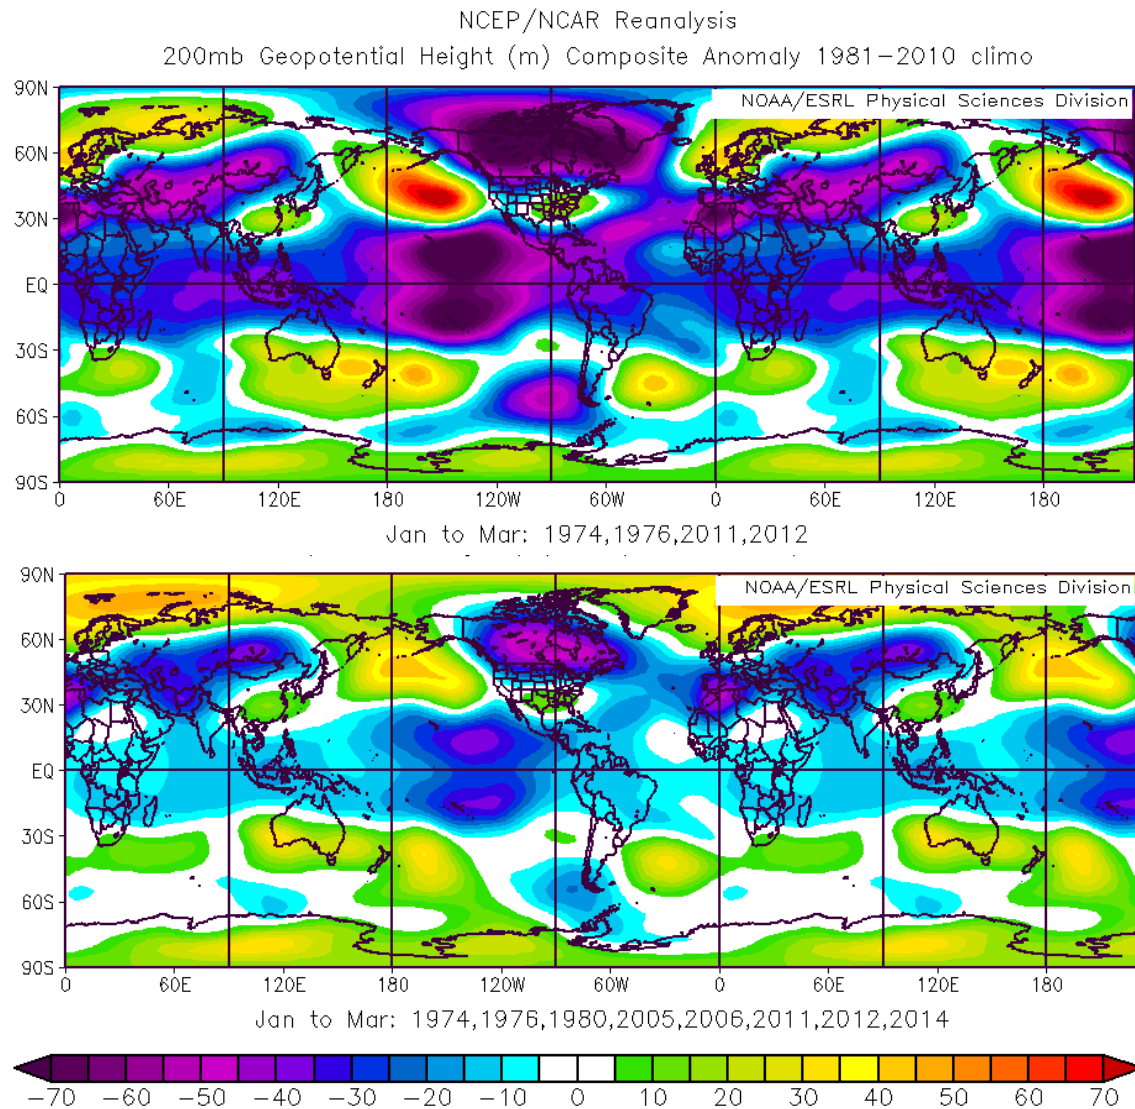 NCEP/NCAR Reanalysis
200mb Geopotential Height (m) Composite Anomaly 1981−2010 climo
NOAA/ESRL Physical Sciences Division
90N
60N
30N
EQ
30S
60S
90S
0 60E 120E 180 120W 60W 0 60E 120E 180
Jan to Mar: 1974,1976,2011,2012
NOAA/ESRL Physical Sciences Division
90N
60N
30N
EQ
30S
60S
90S
0 60E 120E 180 120W 60W 0 60E 120E 180
Jan to Mar: 1974,1976,1980,2005,2006,2011,2012,2014
−70 −60 −50 −40 −30 −20 −10 0 10 20 30 40 50 60 70